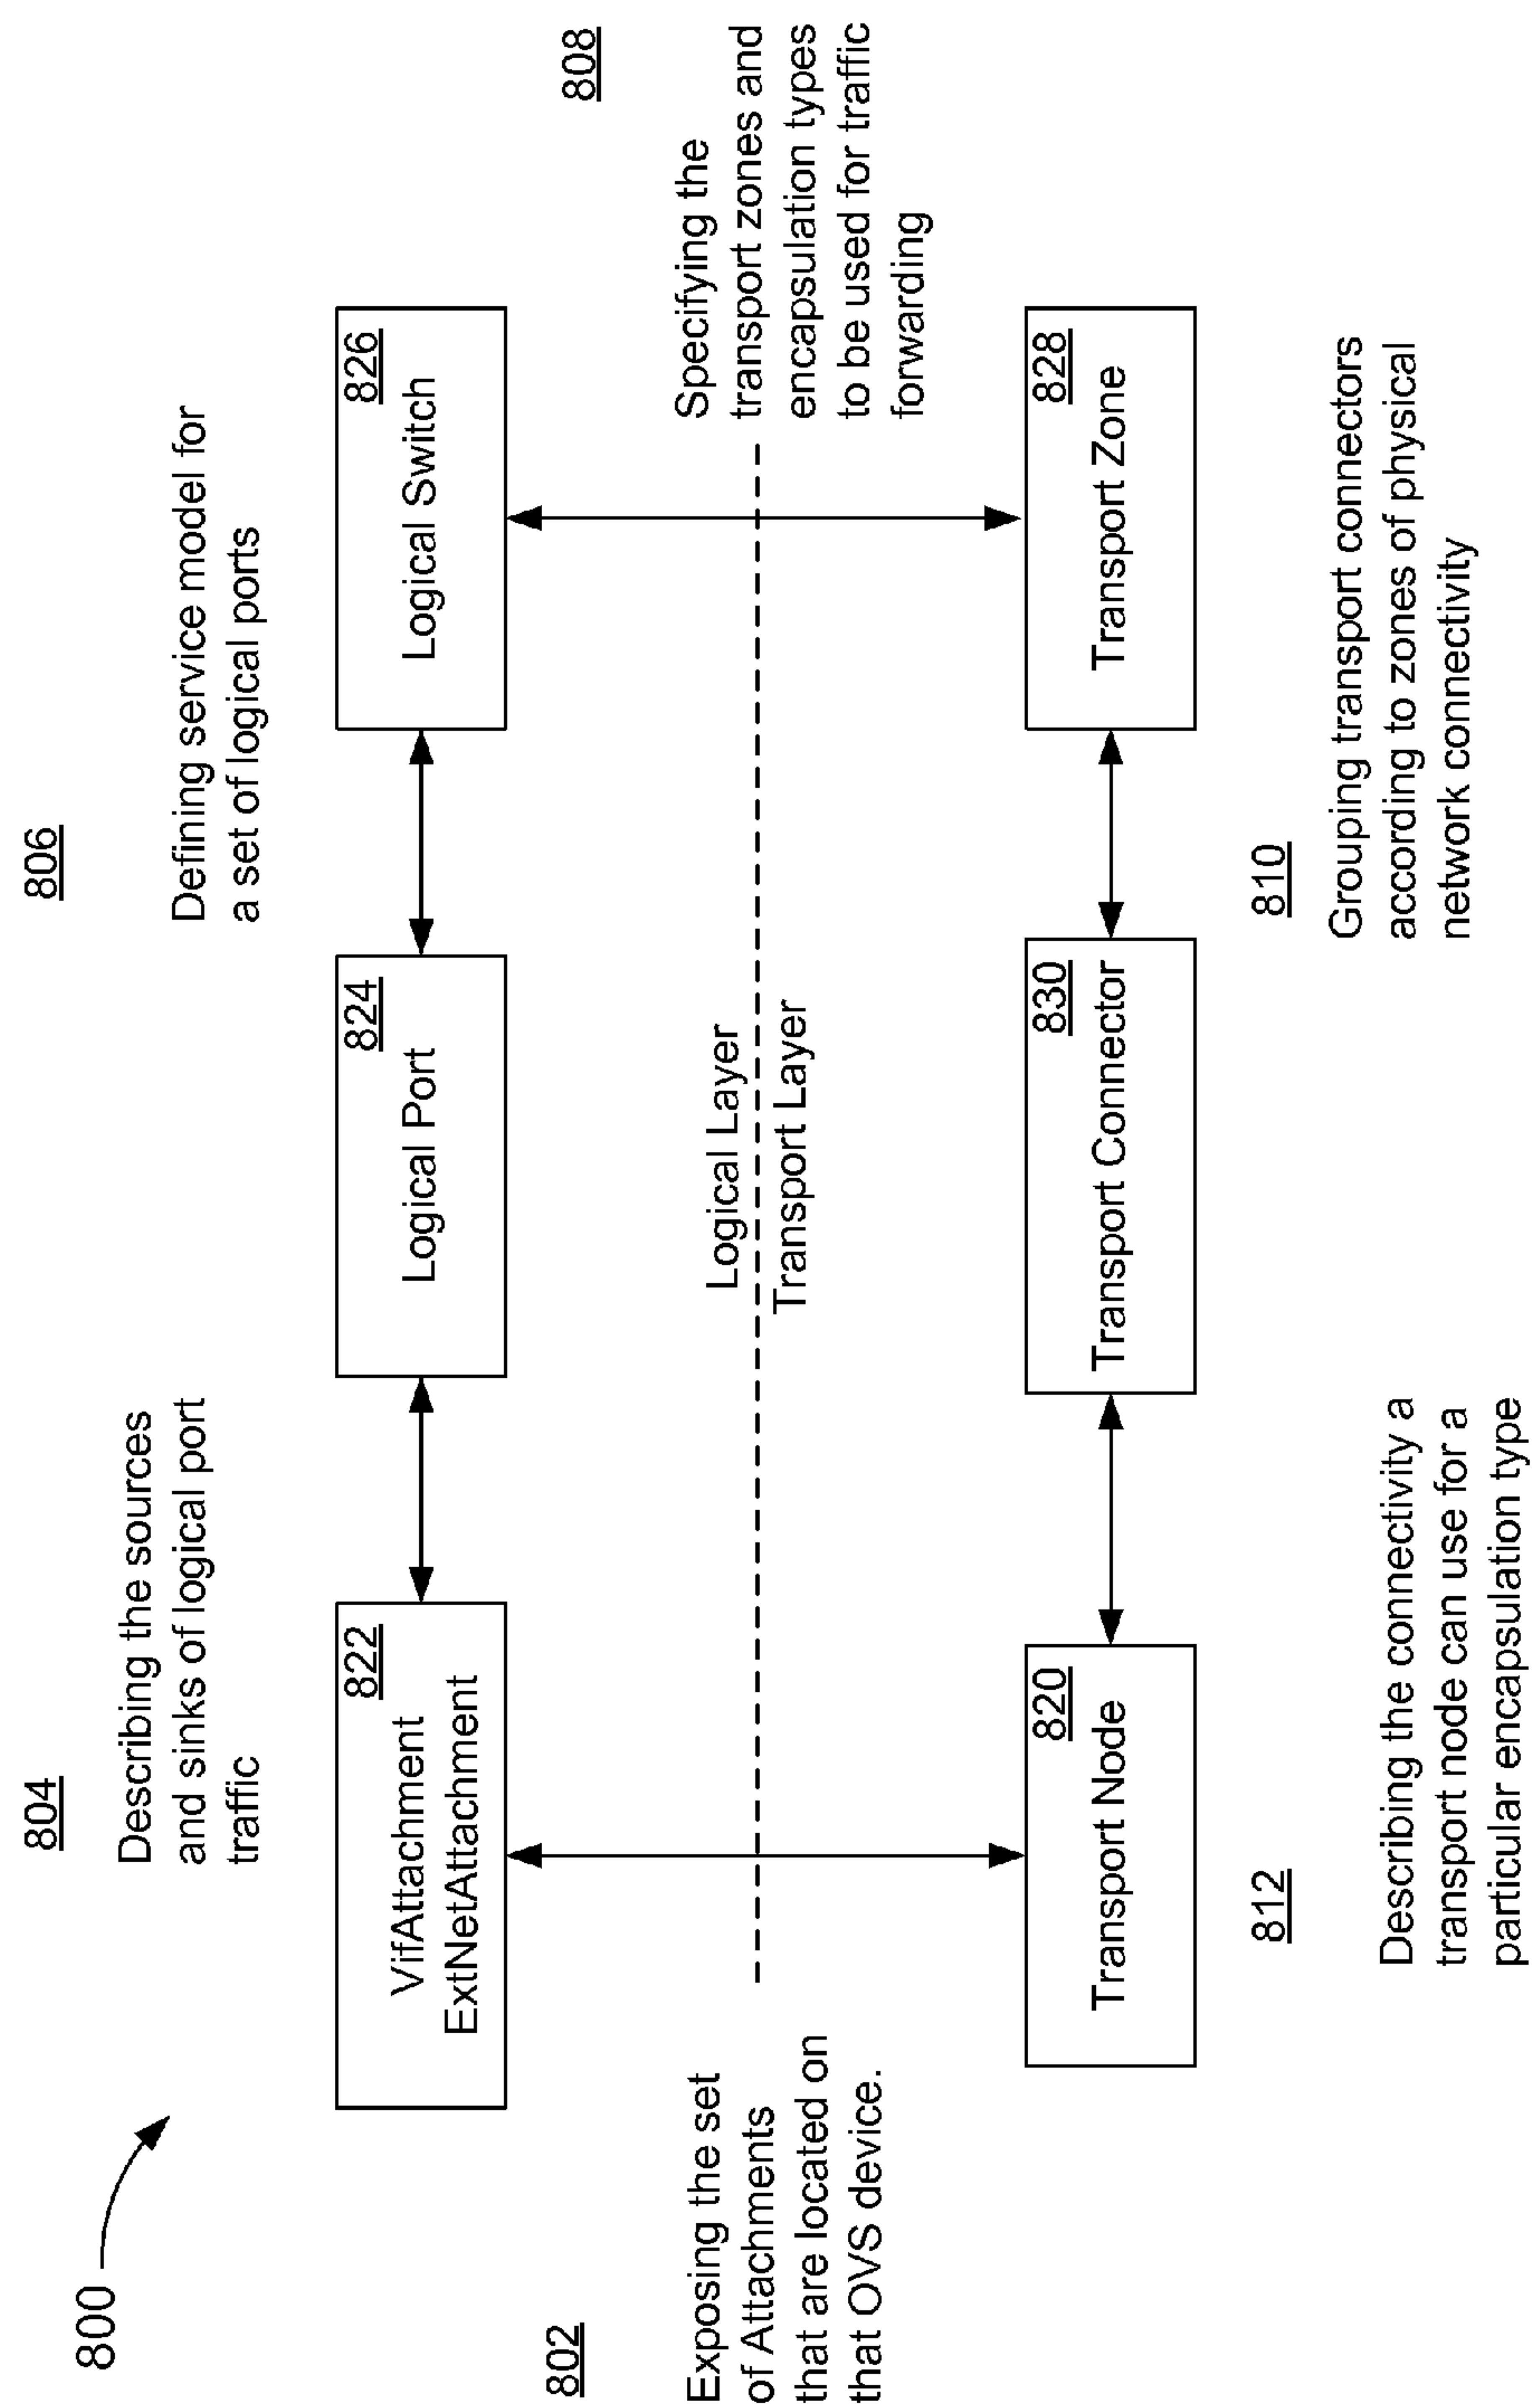 800
804
Describing the sources
and sinks of logical port
traffic
806
Defining service model for
a set of logical ports
822
VifAttachment
ExtNetAttachment
824
Logical Port
826
Logical Switch
802
Exposing the set
of Attachments
that are located on
that OVS device.
Logical Layer
Transport Layer
808
Specifying the
transport zones and
encapsulation types
to be used for traffic
forwarding
820
Transport Node
830
Transport Connector
828
Transport Zone
812
Describing the connectivity a
transport node can use for a
particular encapsulation type
810
Grouping transport connectors
according to zones of physical
network connectivity